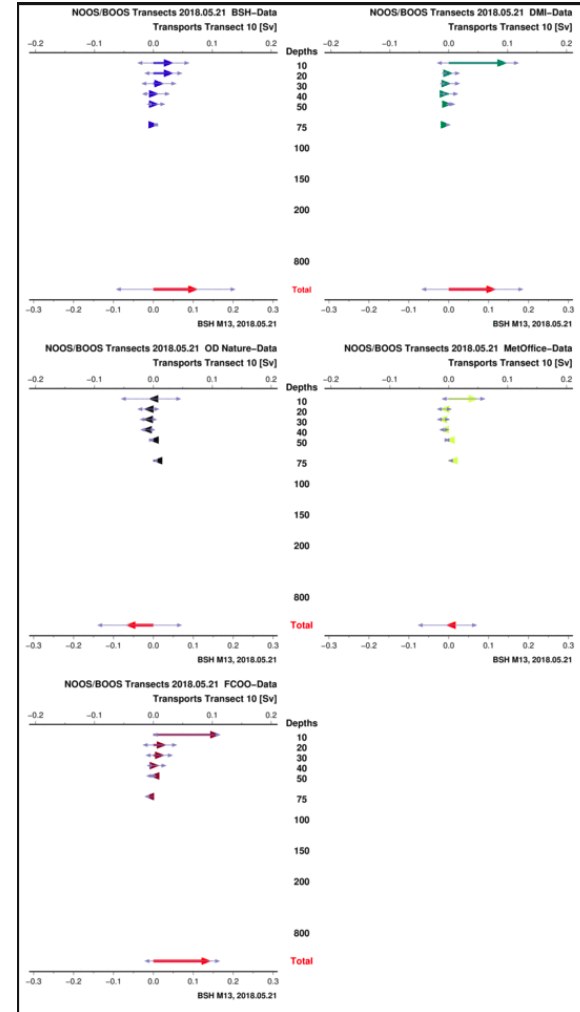 NOOS/BOOS Transects 2018.05.21 BSH−Data
Transports Transect 10 [Sv]
−0.2 −0.1 0.0 0.1 0.2
Depths
10
20
30
40
50
75
100
150
200
800
Total
−0.3 −0.2 −0.1 0.0 0.1 0.2 0.3
BSH M13, 2018.05.21
NOOS/BOOS Transects 2018.05.21 DMI−Data
Transports Transect 10 [Sv]
−0.2 −0.1 0.0 0.1 0.2
−0.3 −0.2 −0.1 0.0 0.1 0.2 0.3
BSH M13, 2018.05.21
NOOS/BOOS Transects 2018.05.21 OD Nature−Data
Transports Transect 10 [Sv]
−0.2 −0.1 0.0 0.1 0.2
Depths
10
20
30
40
50
75
100
150
200
800
Total
−0.3 −0.2 −0.1 0.0 0.1 0.2 0.3
BSH M13, 2018.05.21
NOOS/BOOS Transects 2018.05.21 MetOffice−Data
Transports Transect 10 [Sv]
−0.2 −0.1 0.0 0.1 0.2
−0.3 −0.2 −0.1 0.0 0.1 0.2 0.3
BSH M13, 2018.05.21
NOOS/BOOS Transects 2018.05.21 FCOO−Data
Transports Transect 10 [Sv]
−0.2 −0.1 0.0 0.1 0.2
Depths
10
20
30
40
50
75
100
150
200
800
Total
−0.3 −0.2 −0.1 0.0 0.1 0.2 0.3
BSH M13, 2018.05.21